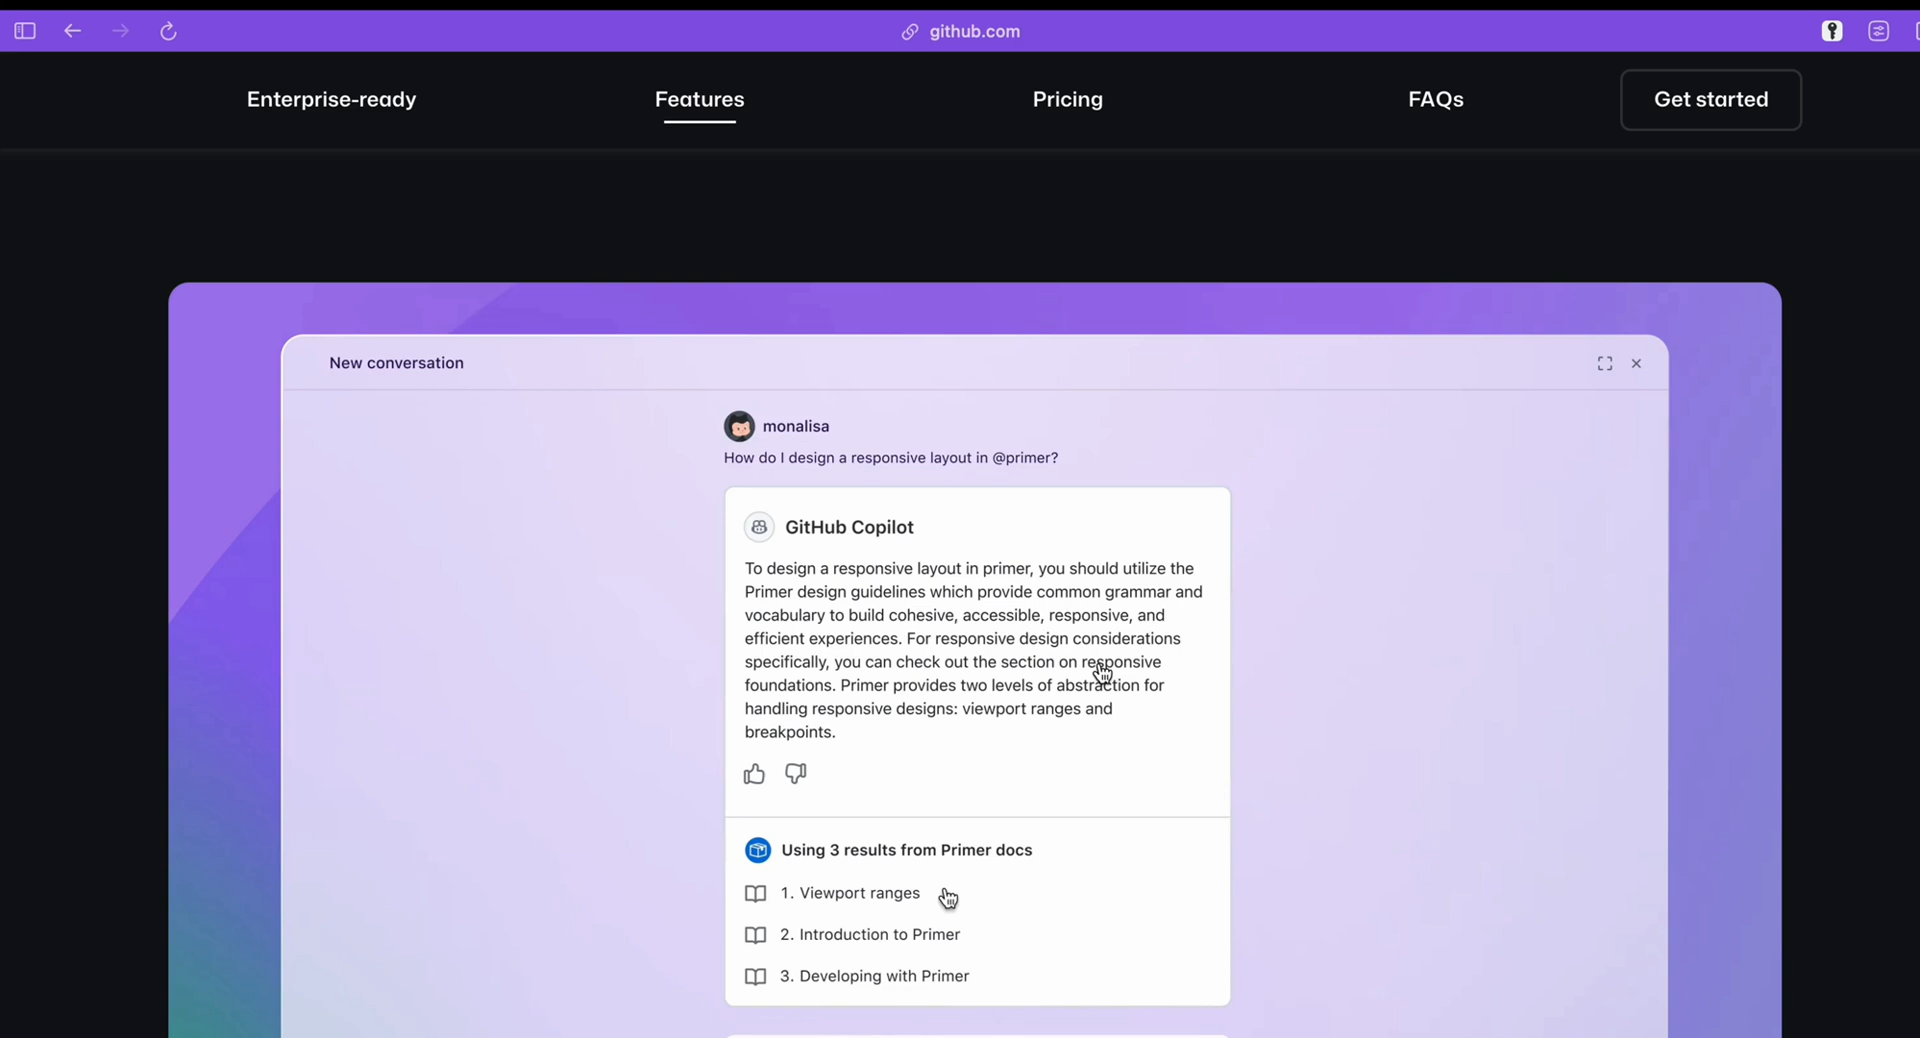 github.com
Enterprise-ready
Features
Pricing
FAQs
Get started
New conversation
monalisa
How do I design a responsive layout in @primer?
GitHub Copilot
To design a responsive layout in primer, you should utilize the
Primer design guidelines which provide common grammar and
vocabulary to build cohesive, accessible, responsive, and
efficient experiences. For responsive design considerations
specifically, you can check out the section on responsive
foundations. Primer provides two levels of abstraction for
handling responsive designs: viewport ranges and
breakpoints.
Using 3 results from Primer docs
1. Viewport ranges
2. Introduction to Primer
3. Developing with Primer